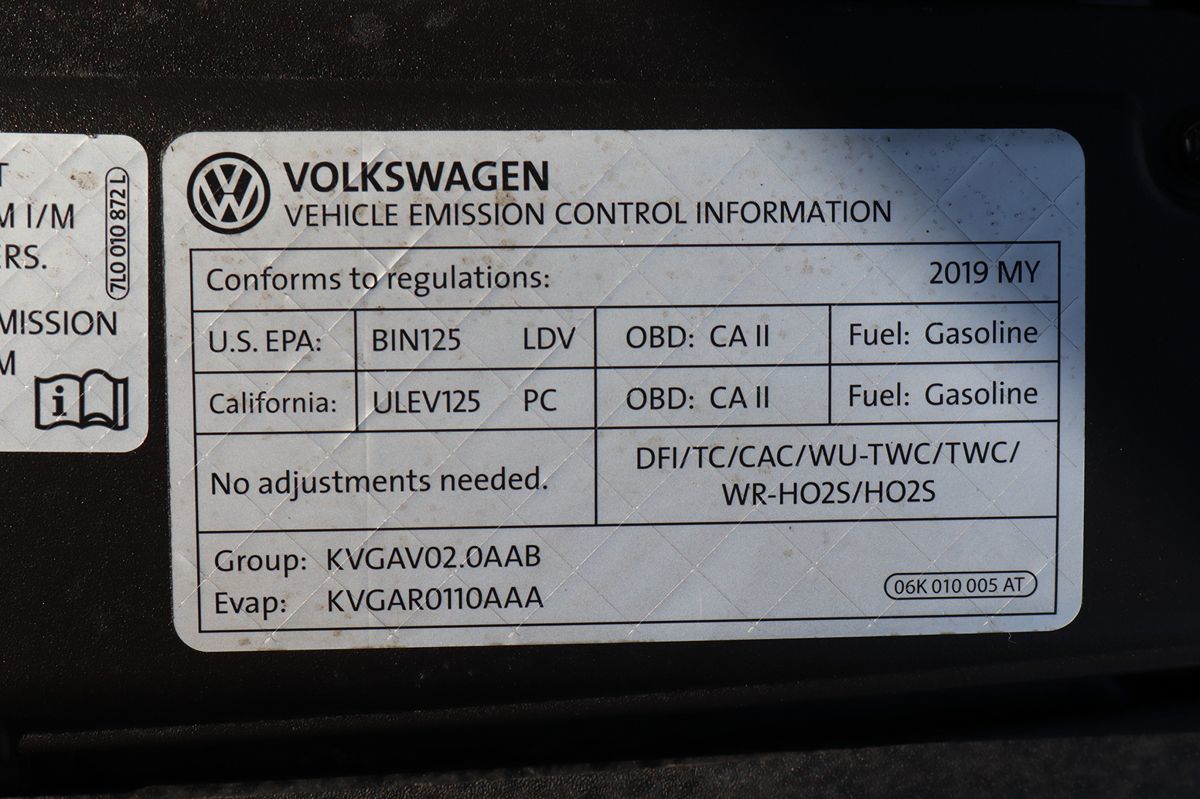 T
M I/M
ERS.
MISSION
M
7L0 010 872 L
VOLKSWAGEN
VEHICLE EMISSION CONTROL INFORMATION
Conforms to regulations: 2019 MY
U.S. EPA: BIN125 LDV OBD: CA II Fuel: Gasoline
California: ULEV125 PC OBD: CA II Fuel: Gasoline
No adjustments needed.
DFI/TC/CAC/WU-TWC/TWC/
WR-HO2S/HO2S
Group: KVGAV02.0AAB
Evap: KVGAR0110AAA
06K 010 005 AT